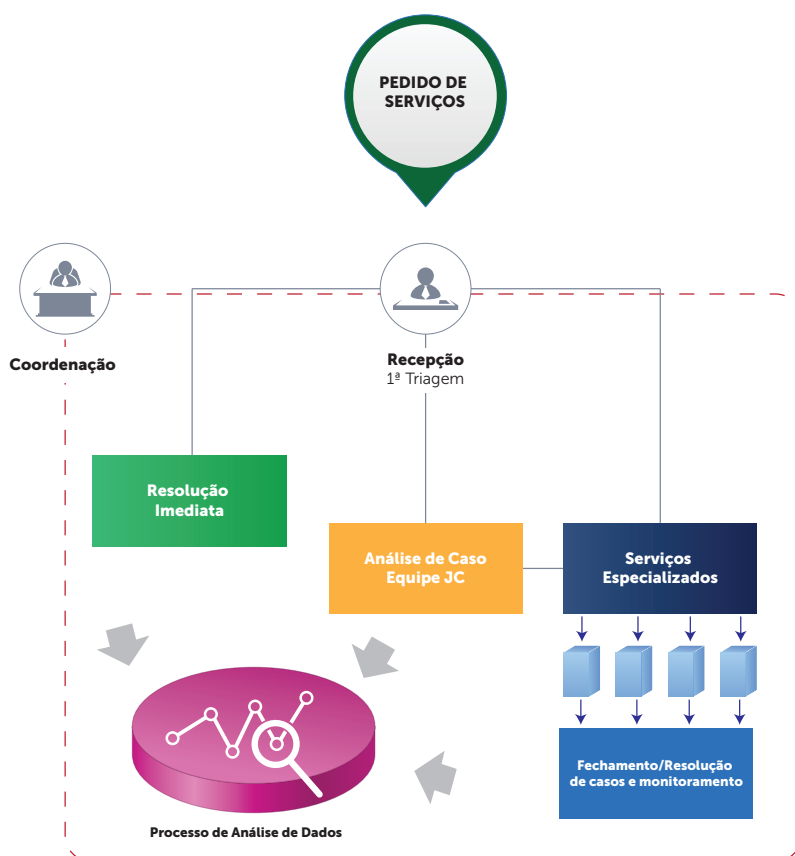 PEDIDO DE
SERVIÇOS
Coordenação
Recepção
1ª Triagem
Resolução
Imediata
Análise de Caso
Equipe JC
Serviços
Especializados
Fechamento/Resolução
de casos e monitoramento
Processo de Análise de Dados